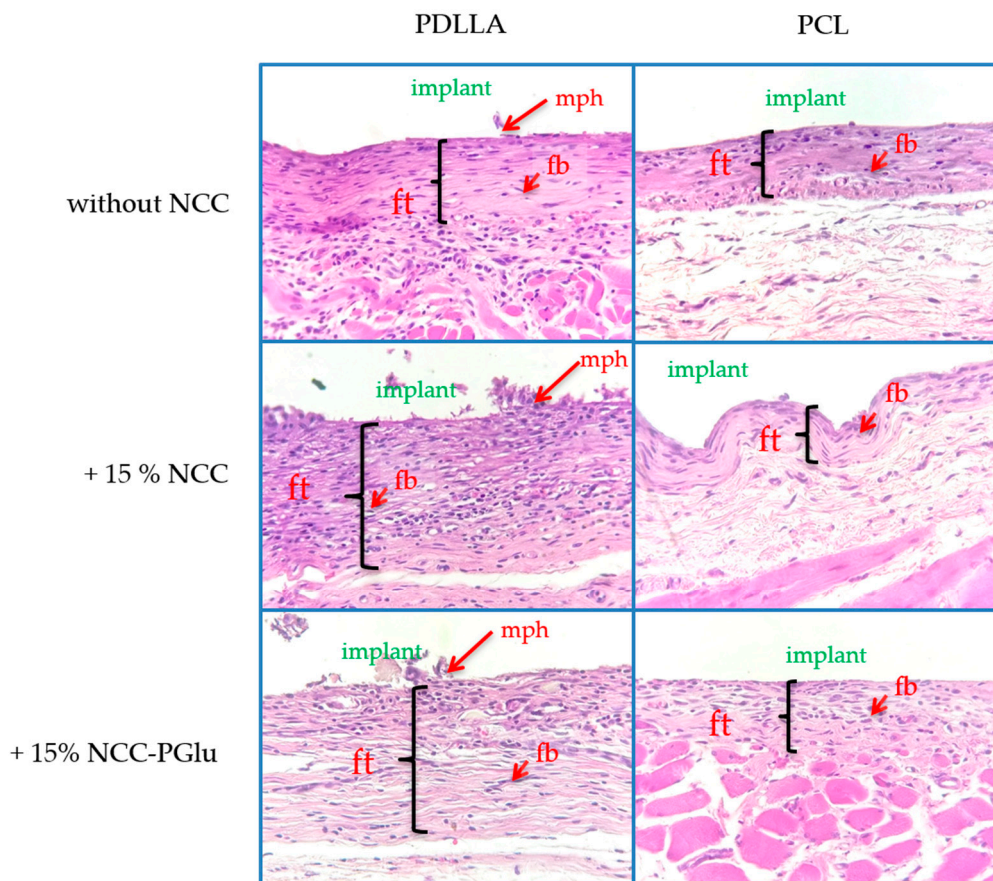 PDLLA
PCL
implant
mph
fb
ft
implant
fb
ft
without NCC
implant
mph
fb
ft
implant
fb
ft
+ 15 % NCC
implant
mph
fb
ft
implant
fb
ft
+ 15% NCC-PGlu